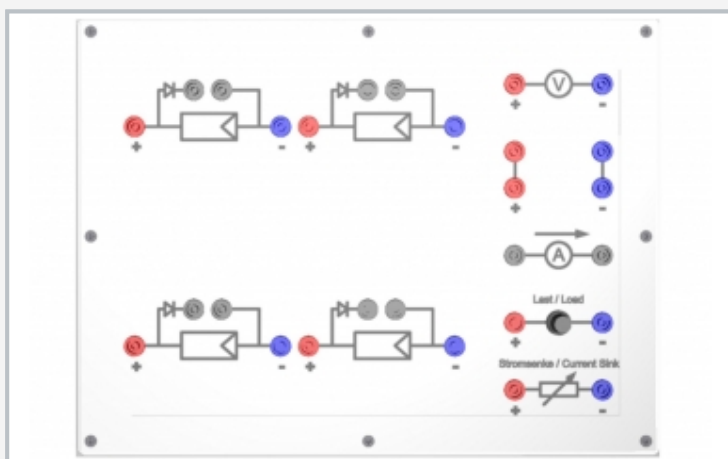 V
+ -
+ - + -
+ -
A
Last / Load
+ -
+ - + -
Stromsenke / Current Sink
+ -